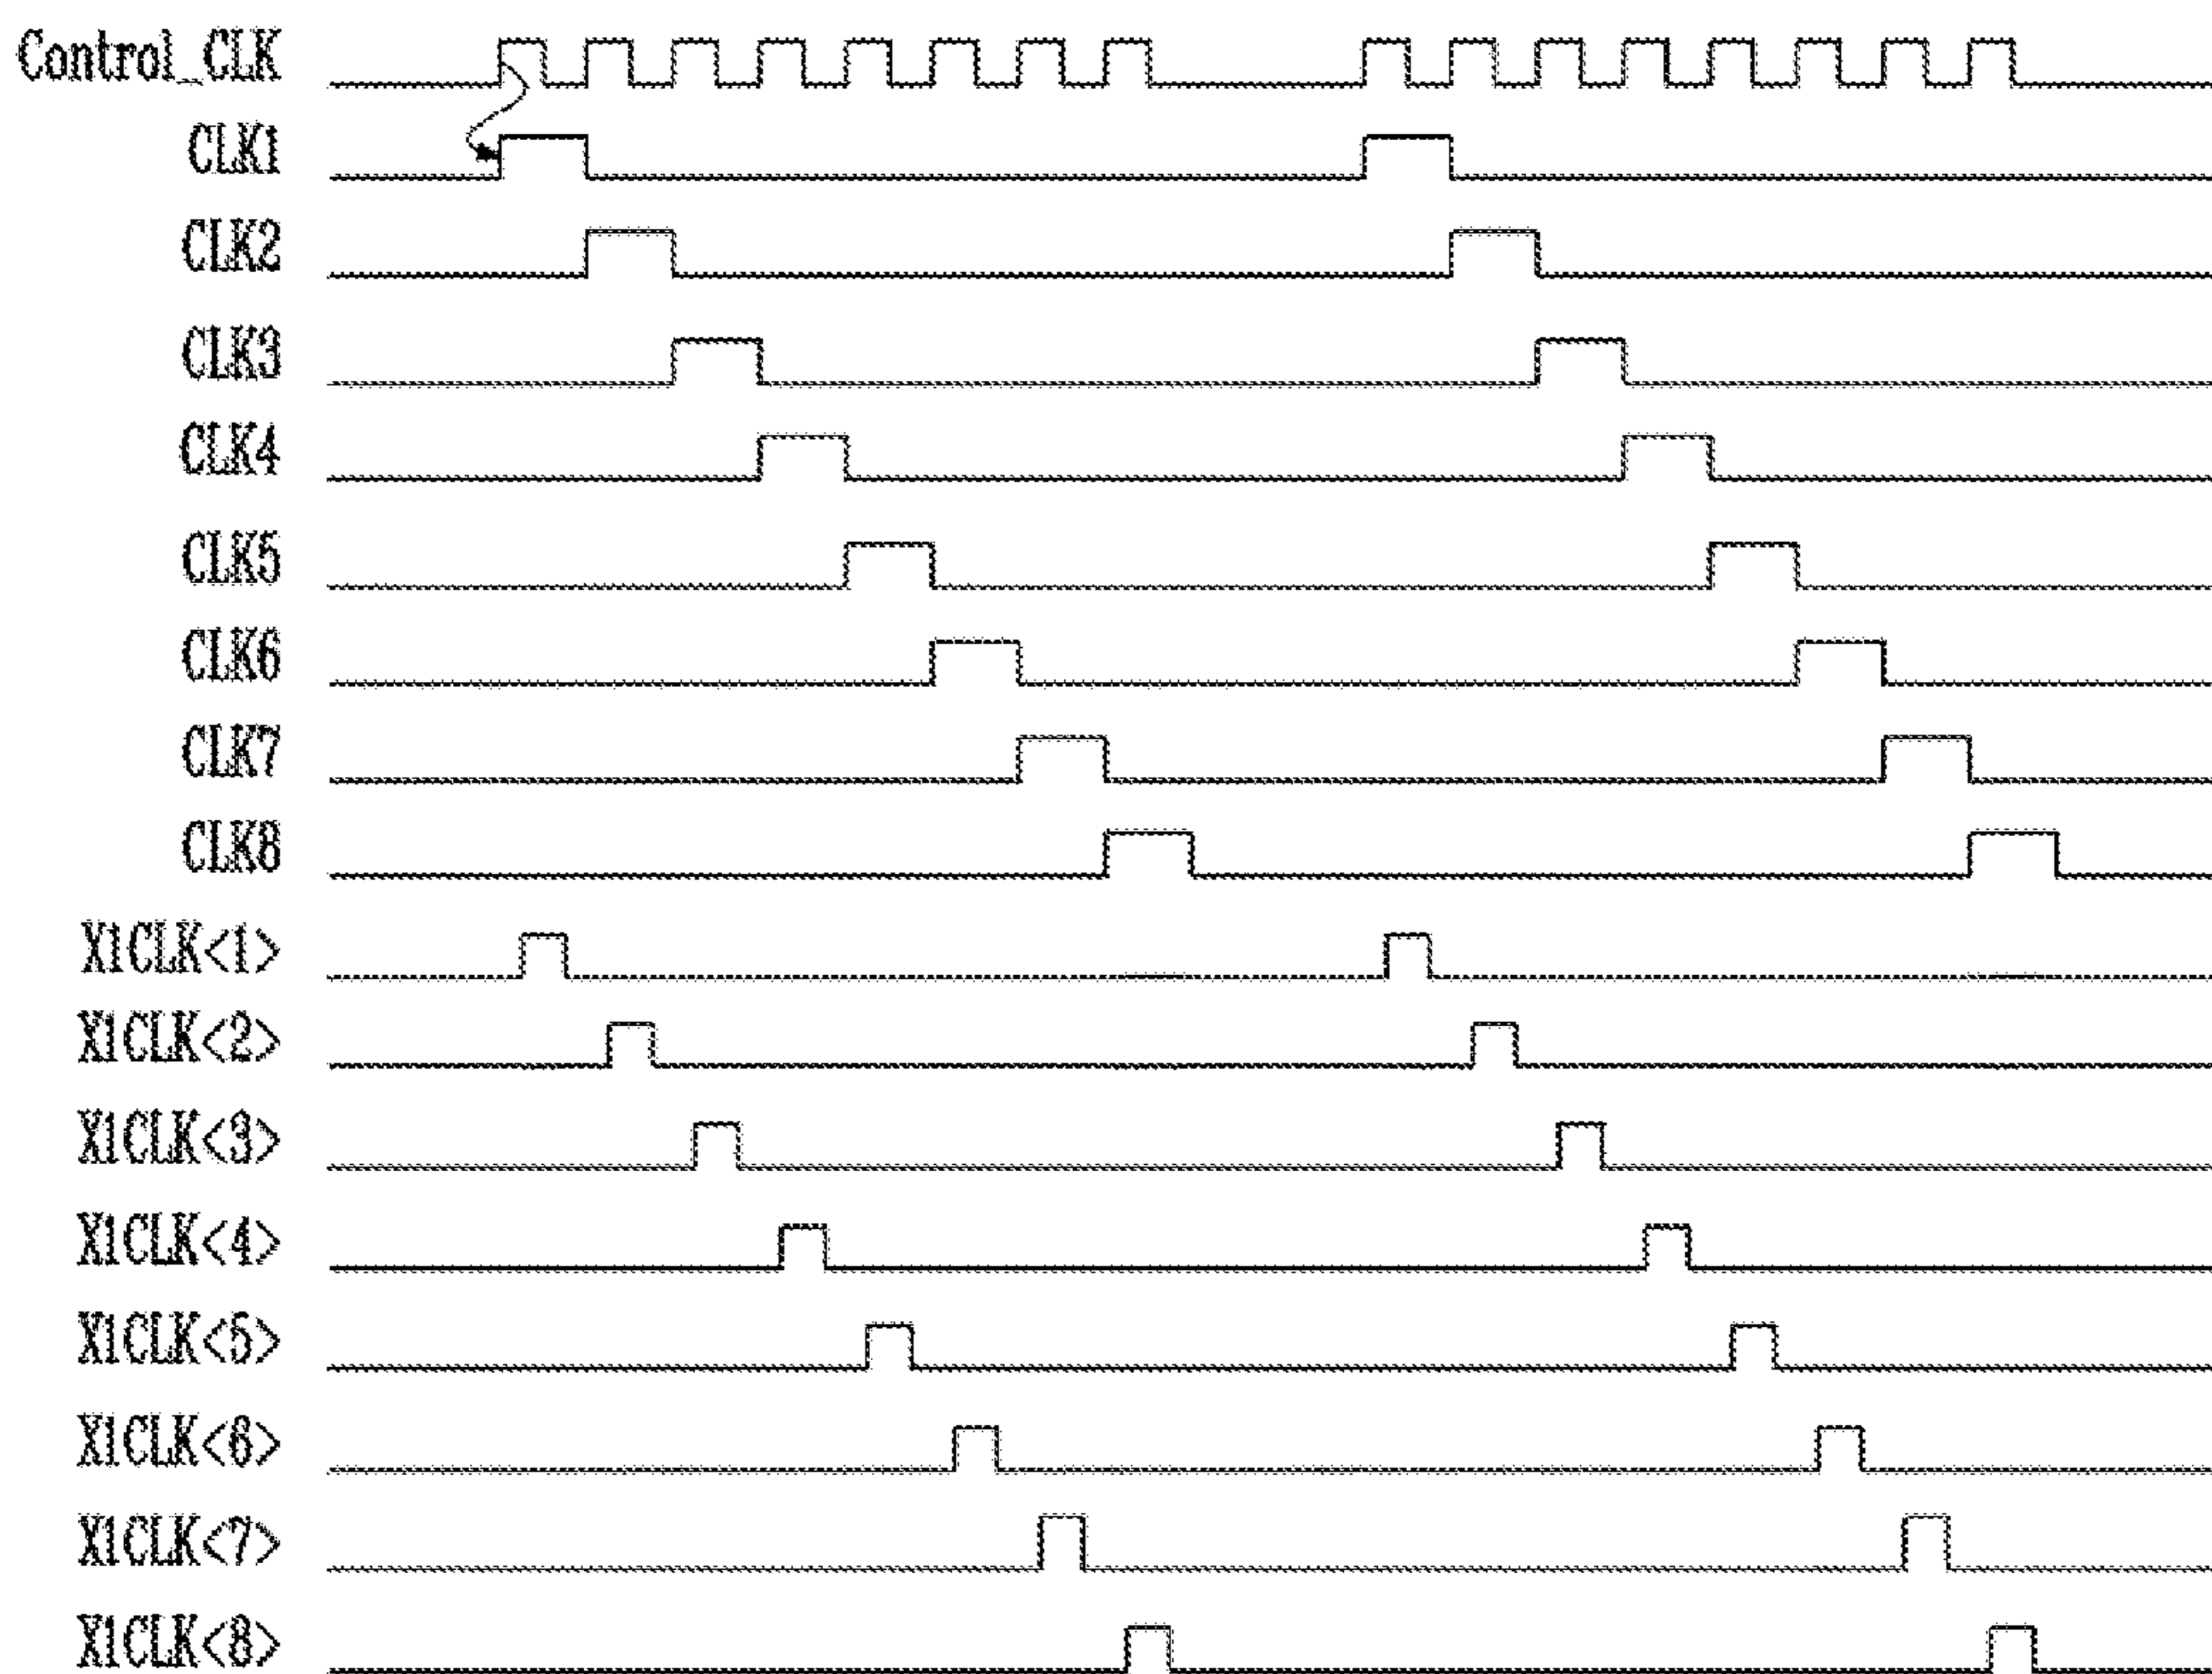 Control_CLK
CLK1
CLK2
CLK3
CLK4
CLK5
CLK6
CLK7
CLK8
X1CLK<1>
X1CLK<2>
X1CLK<3>
X1CLK<4>
X1CLK<5>
X1CLK<6>
X1CLK<7>
X1CLK<8>